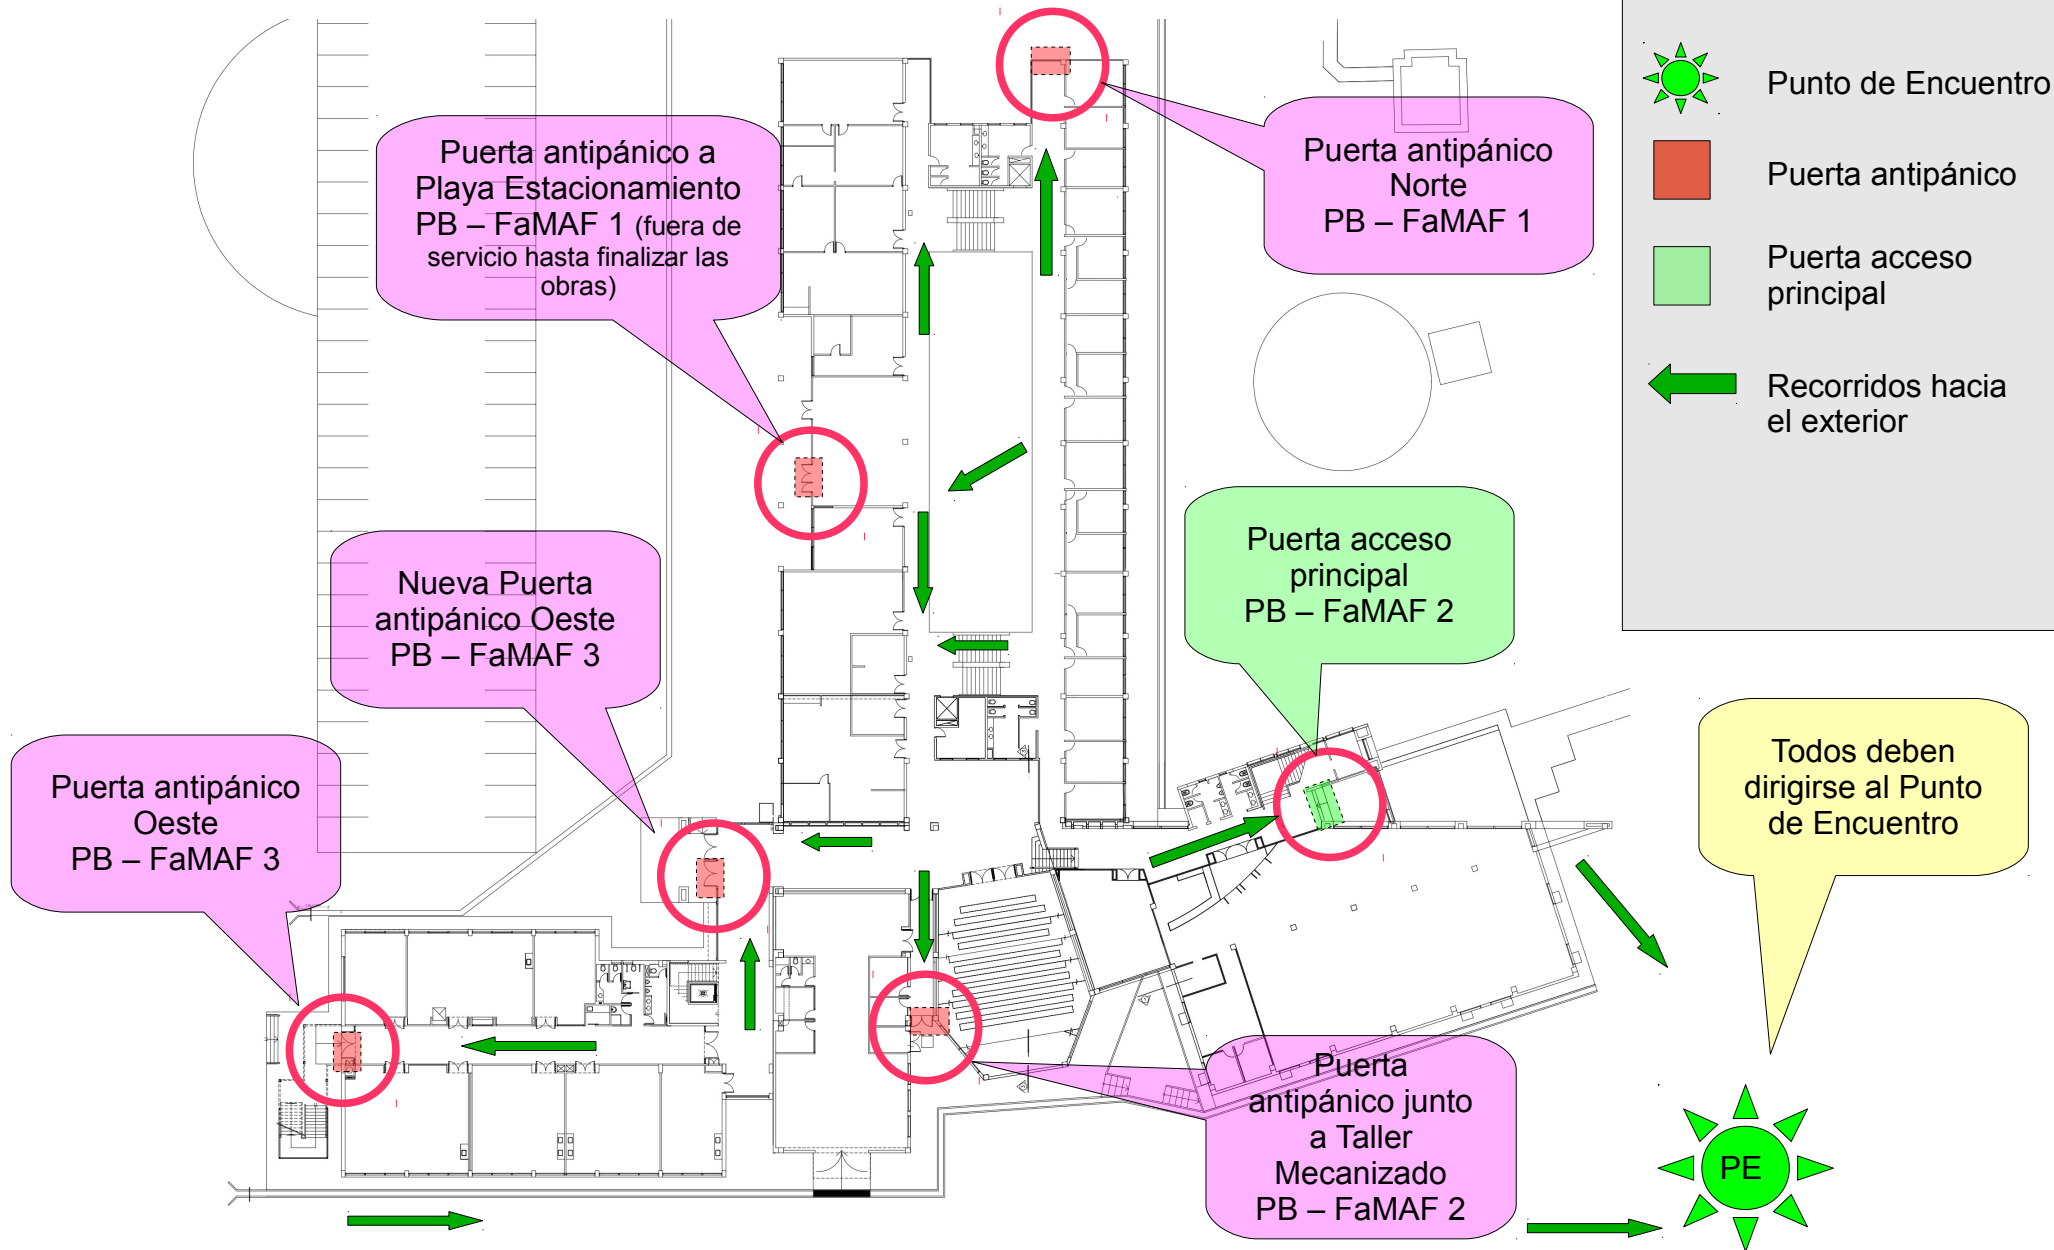 Puerta antipánico a
Playa Estacionamiento
PB – FaMAF 1 (fuera de
servicio hasta finalizar las
obras)
Puerta antipánico
Norte
PB – FaMAF 1
Punto de Encuentro
Puerta antipánico
Puerta acceso
principal
Recorridos hacia
el exterior
Nueva Puerta
antipánico Oeste
PB – FaMAF 3
Puerta acceso
principal
PB – FaMAF 2
Puerta antipánico
Oeste
PB – FaMAF 3
Todos deben
dirigirse al Punto
de Encuentro
Puerta
antipánico junto
a Taller
Mecanizado
PB – FaMAF 2
PE